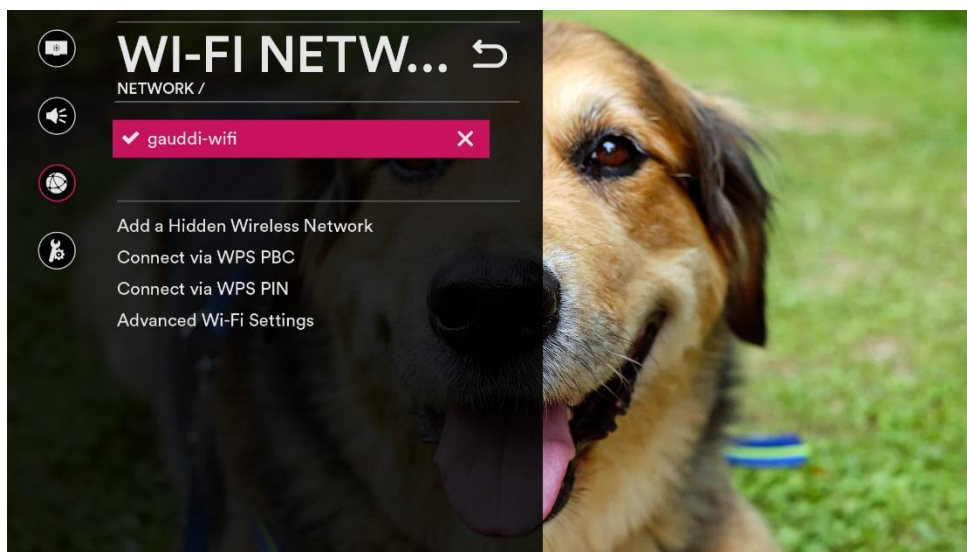 WI-FI NETW...
NETWORK /
gauddi-wifi
Add a Hidden Wireless Network
Connect via WPS PBC
Connect via WPS PIN
Advanced Wi-Fi Settings